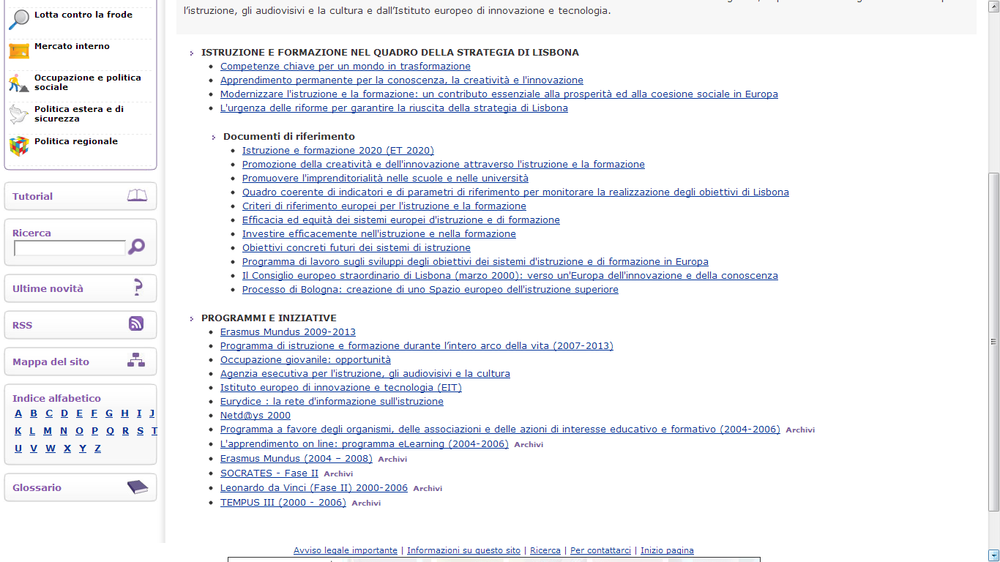 Lotta contro la frode
Mercato interno
Occupazione e politica
sociale
Politica estera e di
sicurezza
Politica regionale
Tutorial
Ricerca
Ultime novità
RSS
Mappa del sito
Indice alfabetico
A B C D E F G H I J
K L M N O P Q R S T
U V W X Y Z
Glossario
l’istruzione, gli audiovisivi e la cultura e dall’Istituto europeo di innovazione e tecnologia.
ISTRUZIONE E FORMAZIONE NEL QUADRO DELLA STRATEGIA DI LISBONA
Competenze chiave per un mondo in trasformazione
Apprendimento permanente per la conoscenza, la creatività e l'innovazione
Modernizzare l'istruzione e la formazione: un contributo essenziale alla prosperità ed alla coesione sociale in Europa
L'urgenza delle riforme per garantire la riuscita della strategia di Lisbona
Documenti di riferimento
Istruzione e formazione 2020 (ET 2020)
Promozione della creatività e dell'innovazione attraverso l'istruzione e la formazione
Promuovere l'imprenditorialità nelle scuole e nelle università
Quadro coerente di indicatori e di parametri di riferimento per monitorare la realizzazione degli obiettivi di Lisbona
Criteri di riferimento europei per l'istruzione e la formazione
Efficacia ed equità dei sistemi europei d'istruzione e di formazione
Investire efficacemente nell'istruzione e nella formazione
Obiettivi concreti futuri dei sistemi di istruzione
Programma di lavoro sugli sviluppi degli obiettivi dei sistemi d'istruzione e di formazione in Europa
Il Consiglio europeo straordinario di Lisbona (marzo 2000): verso un'Europa dell'innovazione e della conoscenza
Processo di Bologna: creazione di uno Spazio europeo dell'istruzione superiore
PROGRAMMI E INIZIATIVE
Erasmus Mundus 2009-2013
Programma di istruzione e formazione durante l’intero arco della vita (2007-2013)
Occupazione giovanile: opportunità
Agenzia esecutiva per l'istruzione, gli audiovisivi e la cultura
Istituto europeo di innovazione e tecnologia (EIT)
Eurydice : la rete d'informazione sull'istruzione
Netd@ys 2000
Programma a favore degli organismi, delle associazioni e delle azioni di interesse educativo e formativo (2004-2006) Archivi
L'apprendimento on line: programma eLearning (2004-2006) Archivi
Erasmus Mundus (2004 – 2008) Archivi
SOCRATES - Fase II Archivi
Leonardo da Vinci (Fase II) 2000-2006 Archivi
TEMPUS III (2000 - 2006) Archivi
Avviso legale importante | Informazioni su questo sito | Ricerca | Per contattarci | Inizio pagina